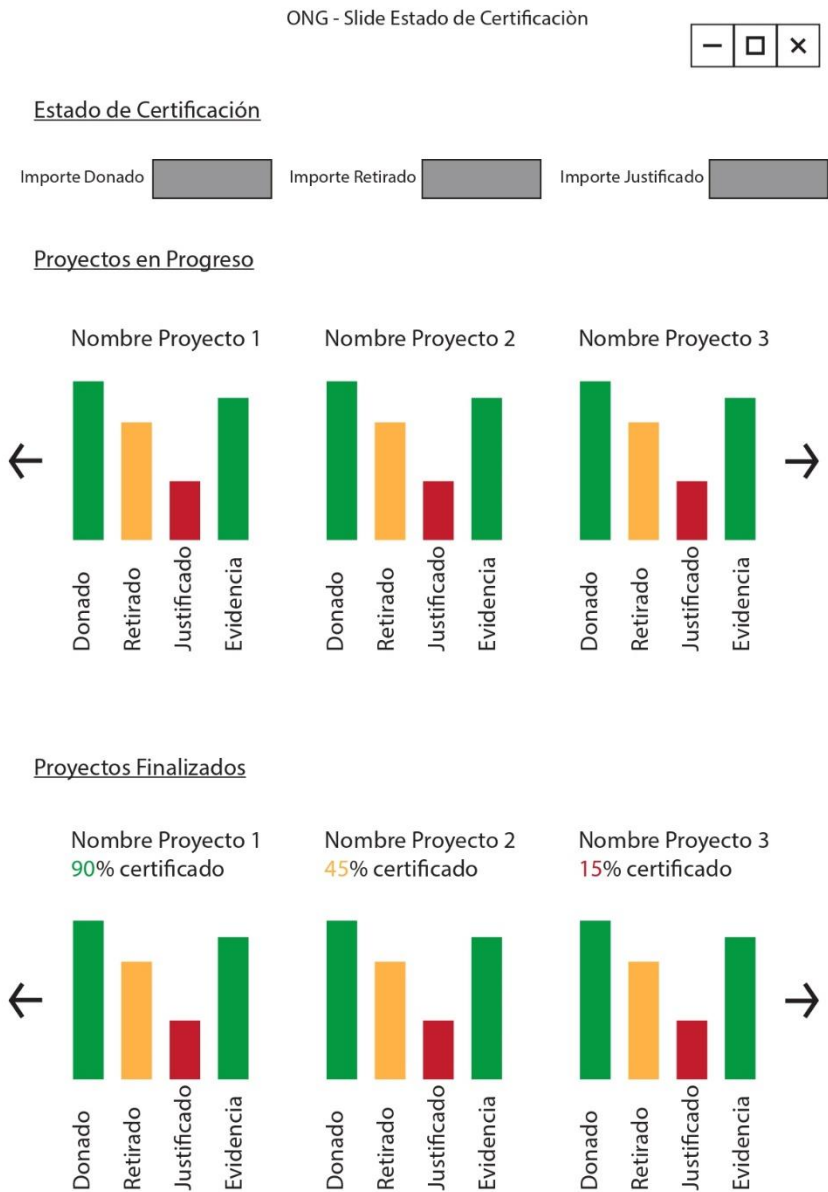 ONG - Slide Estado de Certificaciòn
Estado de Certificación
Importe Donado
Importe Retirado
Importe Justificado
Proyectos en Progreso
Nombre Proyecto 1
Nombre Proyecto 2
Nombre Proyecto 3
Donado
Retirado
Justificado
Evidencia
Donado
Retirado
Justificado
Evidencia
Donado
Retirado
Justificado
Evidencia
Proyectos Finalizados
Nombre Proyecto 1
90% certificado
Nombre Proyecto 2
45% certificado
Nombre Proyecto 3
15% certificado
Donado
Retirado
Justificado
Evidencia
Donado
Retirado
Justificado
Evidencia
Donado
Retirado
Justificado
Evidencia